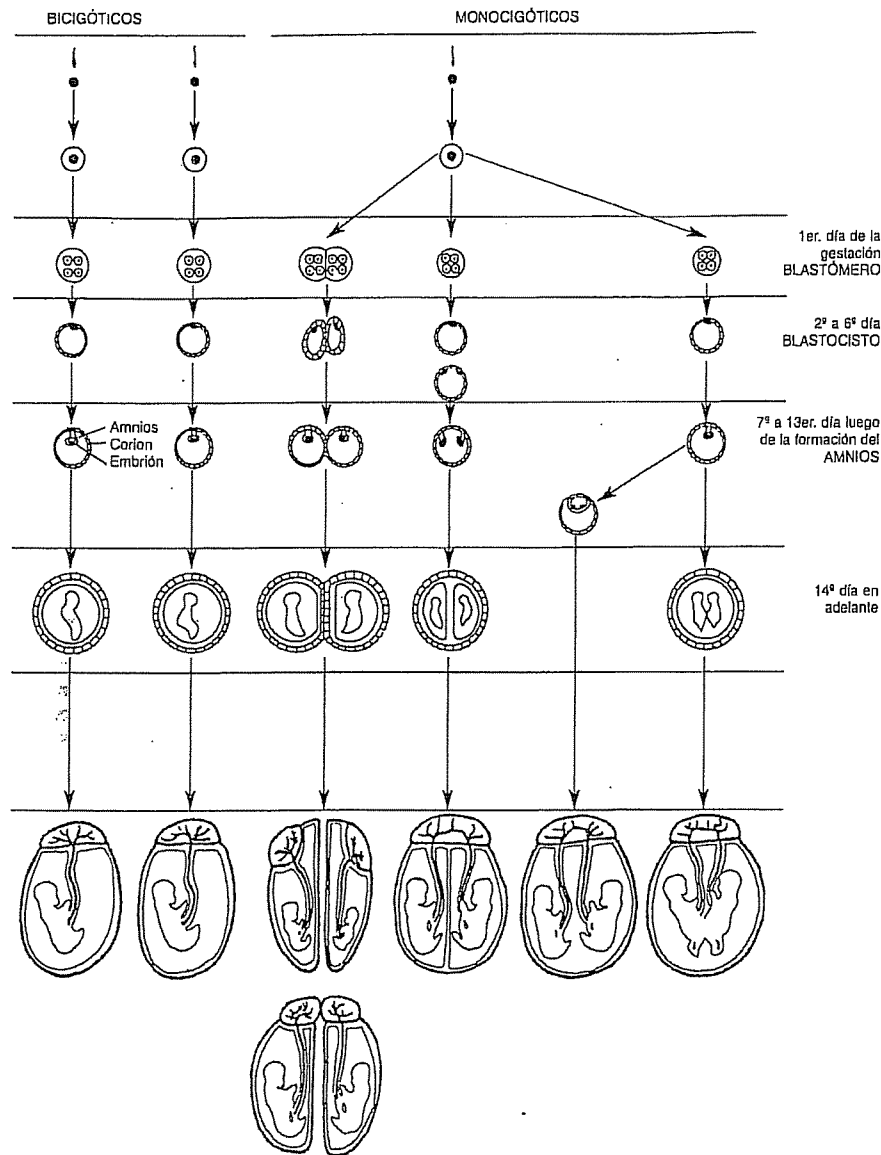 BICIGÓTICOS
MONOCIGÓTICOS
1er. día de la
gestación
BLASTÓMERO
2º a 6º día
BLASTOCISTO
Amnios
Corion
Embrión
7º a 13er. día luego
de la formación del
AMNIOS
14º día en
adelante